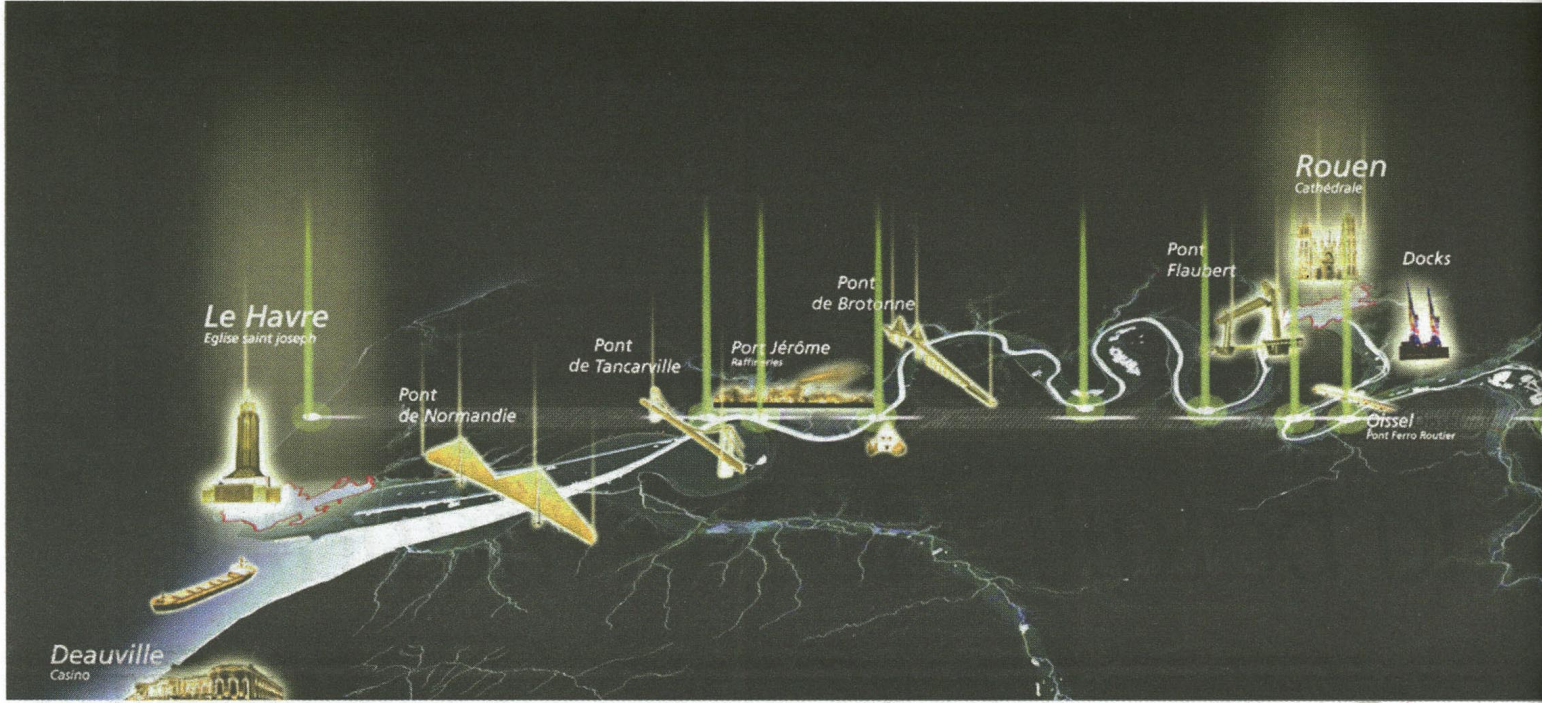 Rouen
Cathédrale
Pont
Flaubert
Docks
Pont
de Brotonne
Le Havre
Eglise saint joseph
Pont
de Tancarville
Port Jérôme
Raffineries
Pont
de Normandie
Oissel
Pont Ferro Routier
Deauville
Casino